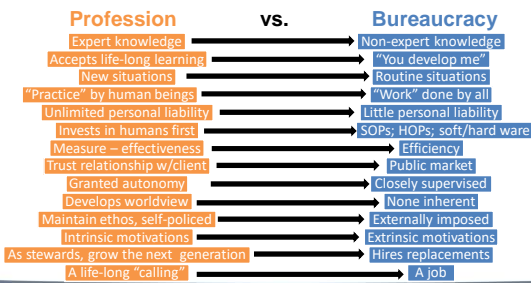 Profession vs. Bureaucracy
Expert knowledge Non-expert knowledge
Accepts life-long learning “You develop me”
New situations Routine situations
“Practice” by human beings “Work” done by all
Unlimited personal liability Little personal liability
Invests in humans first SOPs; HOPs; soft/hard ware
Measure – effectiveness Efficiency
Trust relationship w/client Public market
Granted autonomy Closely supervised
Develops worldview None inherent
Maintain ethos, self-policed Externally imposed
Intrinsic motivations Extrinsic motivations
As stewards, grow the next generation Hires replacements
A life-long “calling” A job